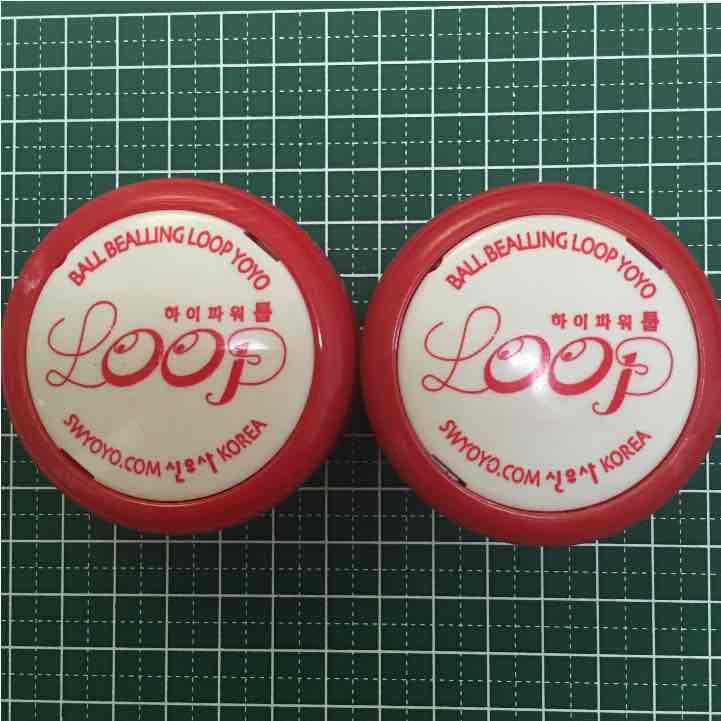 BALL BEALLING LOOP YOYO
하이파워 룹
LOOP
SWYOYO.COM 신우사 KOREA
BALL BEALLING LOOP YOYO
하이파워 룹
LOOP
SWYOYO.COM 신우사 KOREA